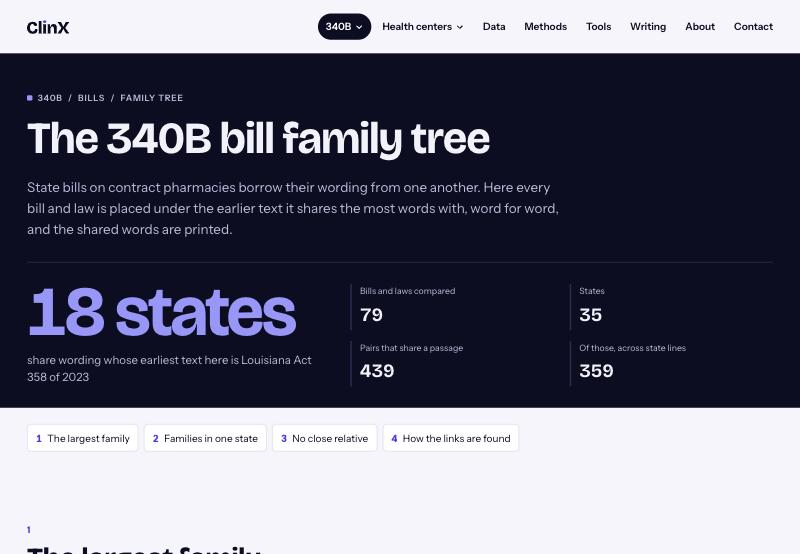 ClinX
340B
Health centers
Data
Methods
Tools
Writing
About
Contact
340B / BILLS / FAMILY TREE
The 340B bill family tree
State bills on contract pharmacies borrow their wording from one another. Here every
bill and law is placed under the earlier text it shares the most words with, word for word,
and the shared words are printed.
18 states
share wording whose earliest text here is Louisiana Act
358 of 2023
Bills and laws compared
79
States
35
Pairs that share a passage
439
Of those, across state lines
359
1 The largest family
2 Families in one state
3 No close relative
4 How the links are found
1
The largest family